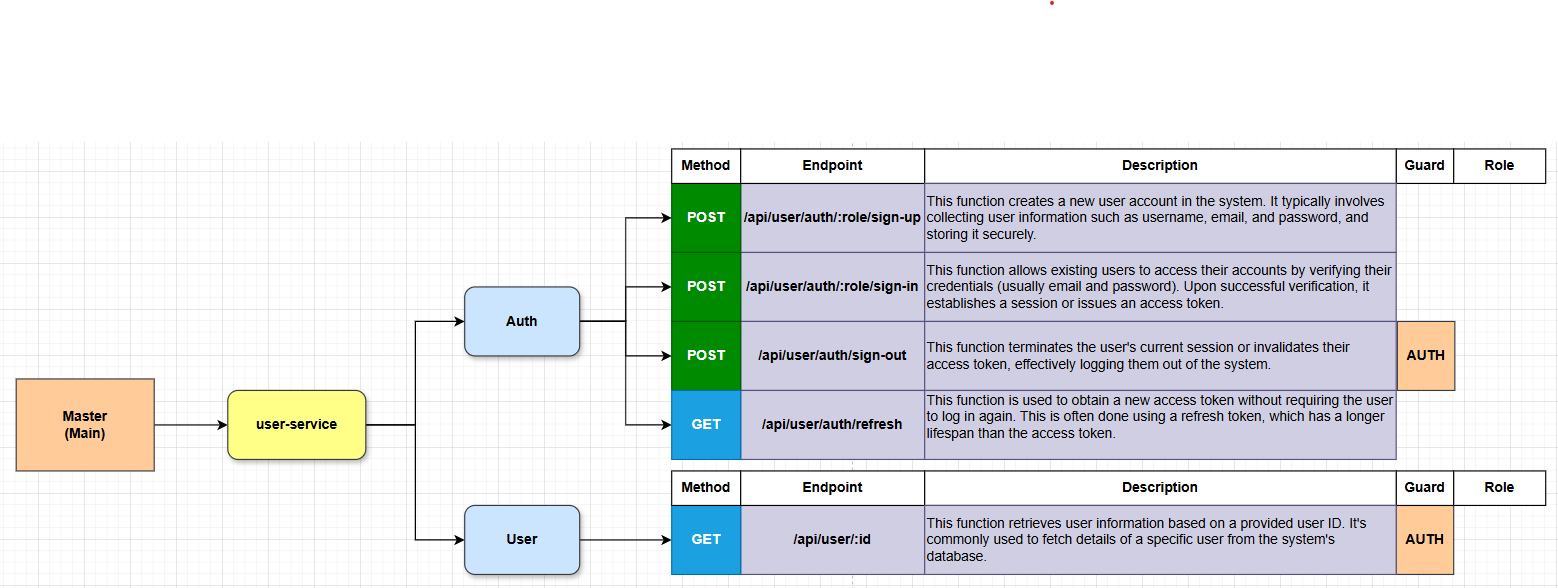 Method Endpoint Description Guard Role
POST /api/user/auth/:role/sign-up This function creates a new user account in the system. It typically involves
collecting user information such as username, email, and password, and
storing it securely.
POST /api/user/auth/:role/sign-in This function allows existing users to access their accounts by verifying their
credentials (usually email and password). Upon successful verification, it
establishes a session or issues an access token.
Auth
POST /api/user/auth/sign-out This function terminates the user's current session or invalidates their
access token, effectively logging them out of the system.
AUTH
Master
(Main)
user-service
GET /api/user/auth/refresh This function is used to obtain a new access token without requiring the user
to log in again. This is often done using a refresh token, which has a longer
lifespan than the access token.
Method Endpoint Description Guard Role
User
GET /api/user/:id This function retrieves user information based on a provided user ID. It's
commonly used to fetch details of a specific user from the system's
database.
AUTH